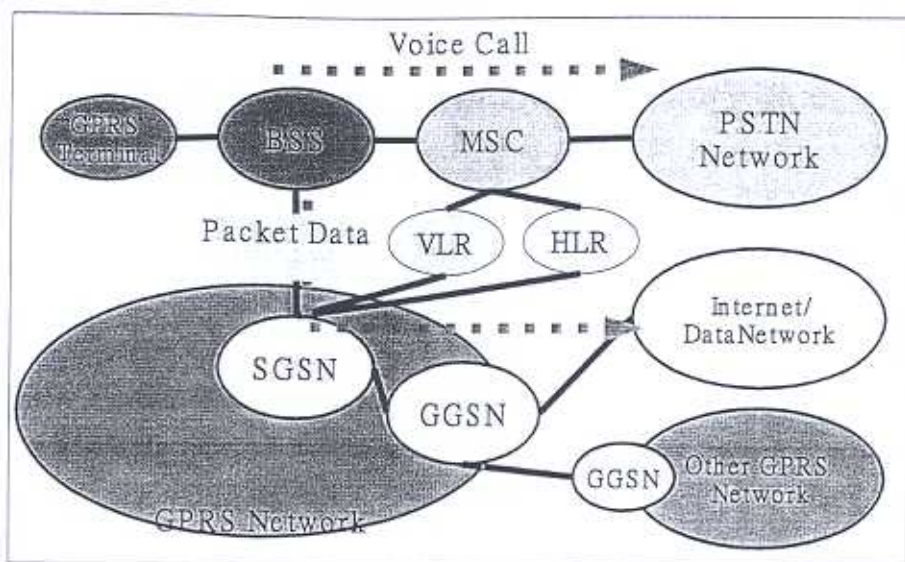 Voice Call
GPRS
Terminal
BSS
MSC
PSTN
Network
Packet Data
VLR
HLR
Internet/
DataNetwork
SGSN
GGSN
GGSN
Other GPRS
Network
GPRS Network